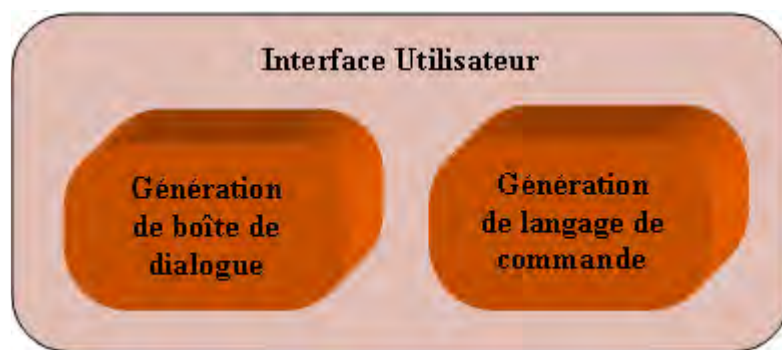 Interface Utilisateur
Génération
de boîte de
dialogue
Génération
de langage de
commande